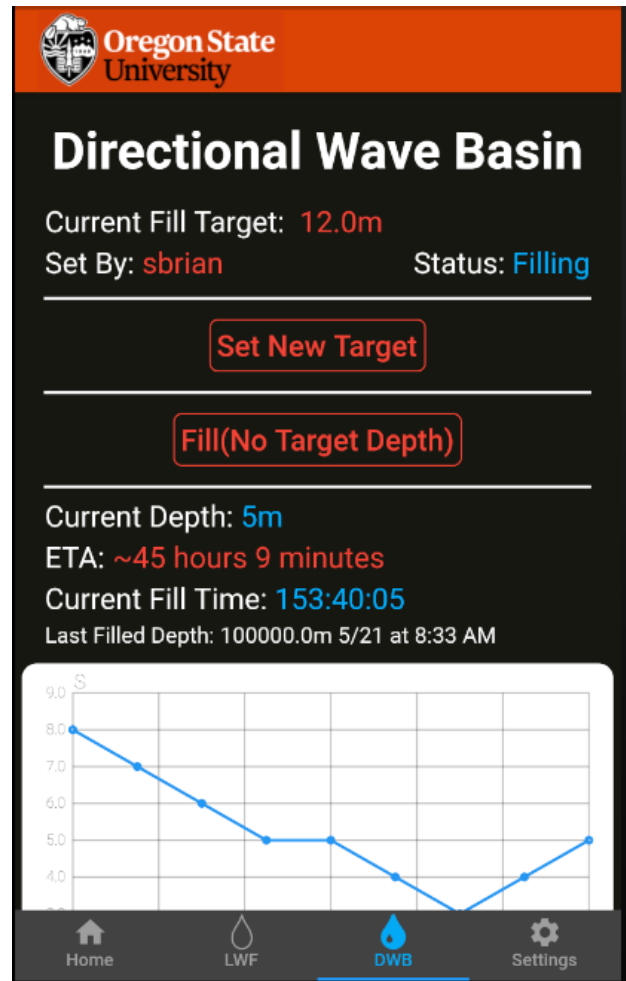 Oregon State
University
Directional Wave Basin
Current Fill Target: 12.0m
Set By: sbrian Status: Filling
Set New Target
Fill(No Target Depth)
Current Depth: 5m
ETA: ~45 hours 9 minutes
Current Fill Time: 153:40:05
Last Filled Depth: 100000.0m 5/21 at 8:33 AM
S
9.0
8.0
7.0
6.0
5.0
4.0
Home LWF DWB Settings